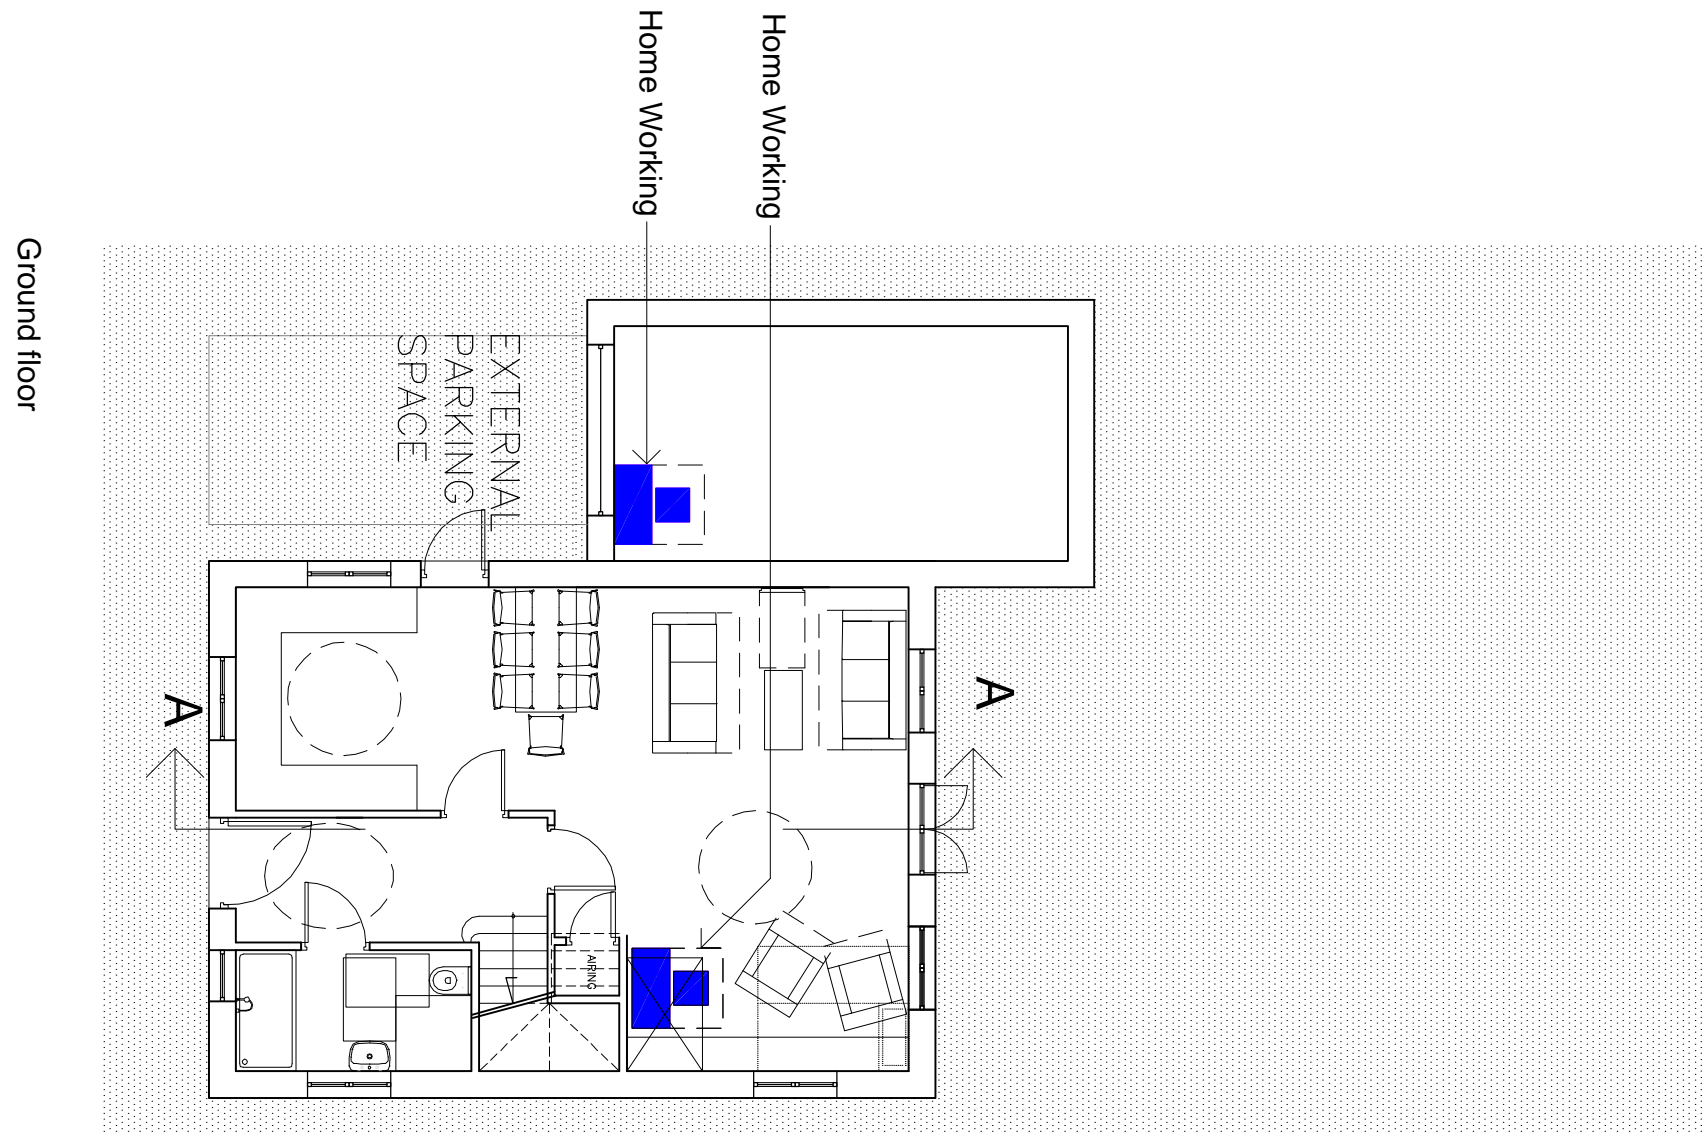 Home Working
Home Working
Ground floor
EXTERNAL
PARKING
SPACE
A
A
AIRING